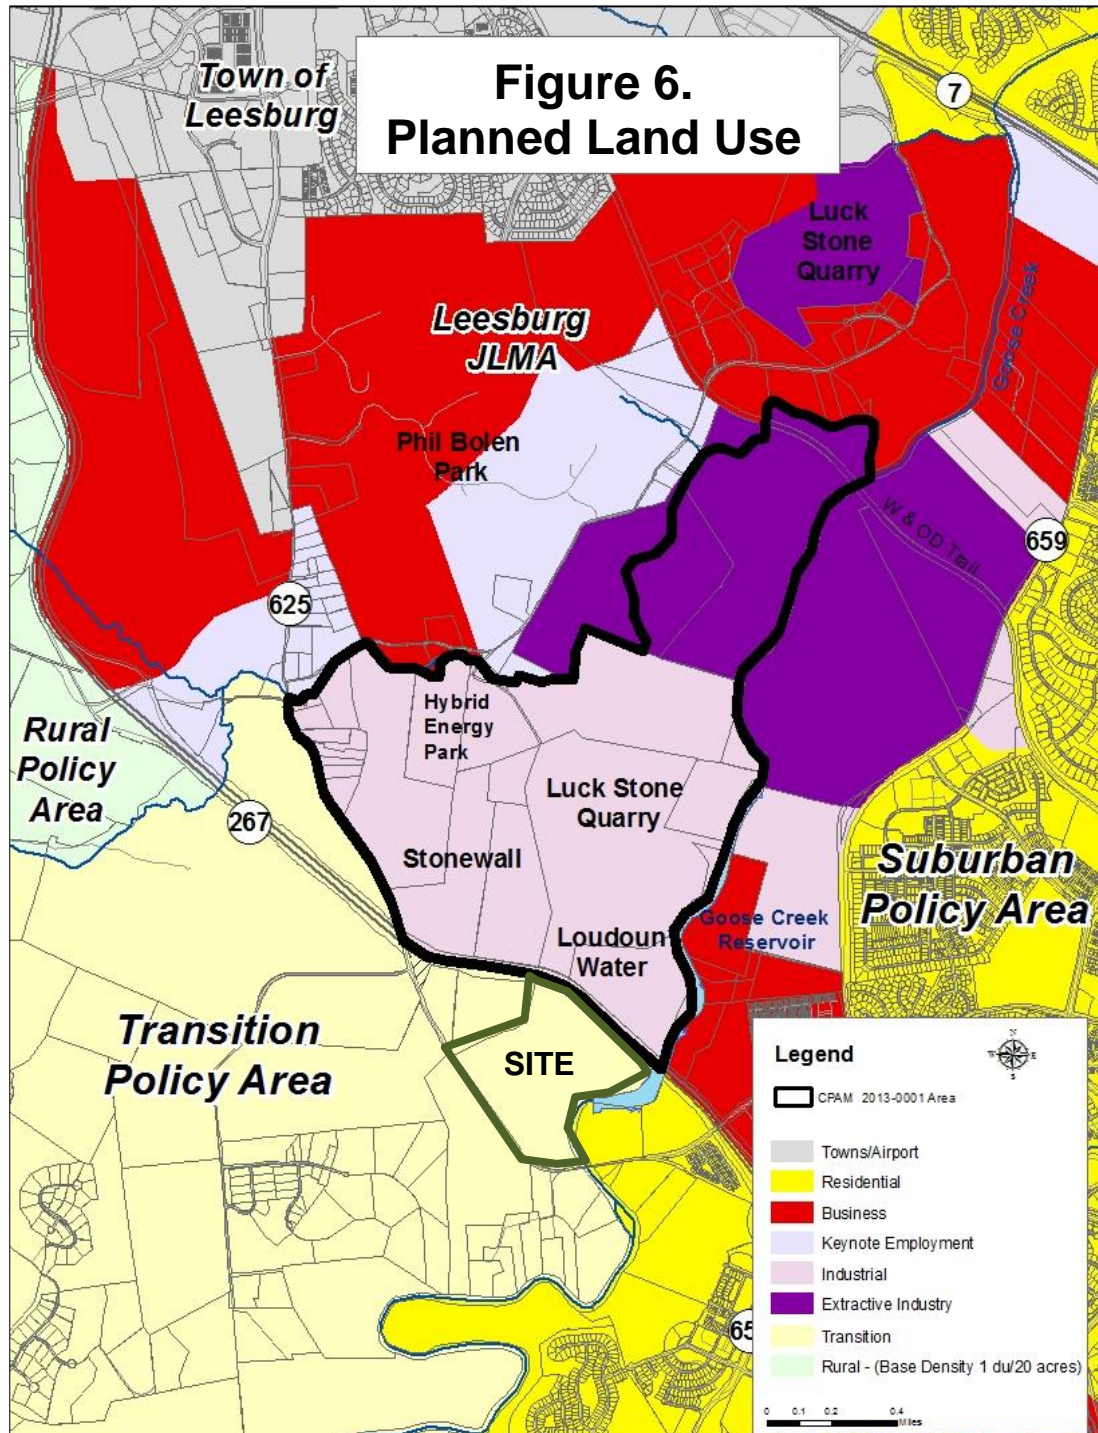 Figure 6.
Planned Land Use
Town of
Leesburg
7
Luck
Stone
Quarry
Goose Creek
Leesburg
JLMA
Phil Bolen
Park
W & OD Trail
659
625
Hybrid
Energy
Park
Rural
Policy
Area
Luck Stone
Quarry
267
Stonewall
Suburban
Policy Area
Goose Creek
Reservoir
Loudoun
Water
Transition
Policy Area
SITE
Legend
N
W
E
S
CPAM 2013-0001 Area
Towns/Airport
Residential
Business
Keynote Employment
Industrial
Extractive Industry
Transition
Rural - (Base Density 1 du/20 acres)
65
0 0.1 0.2 0.4
Miles